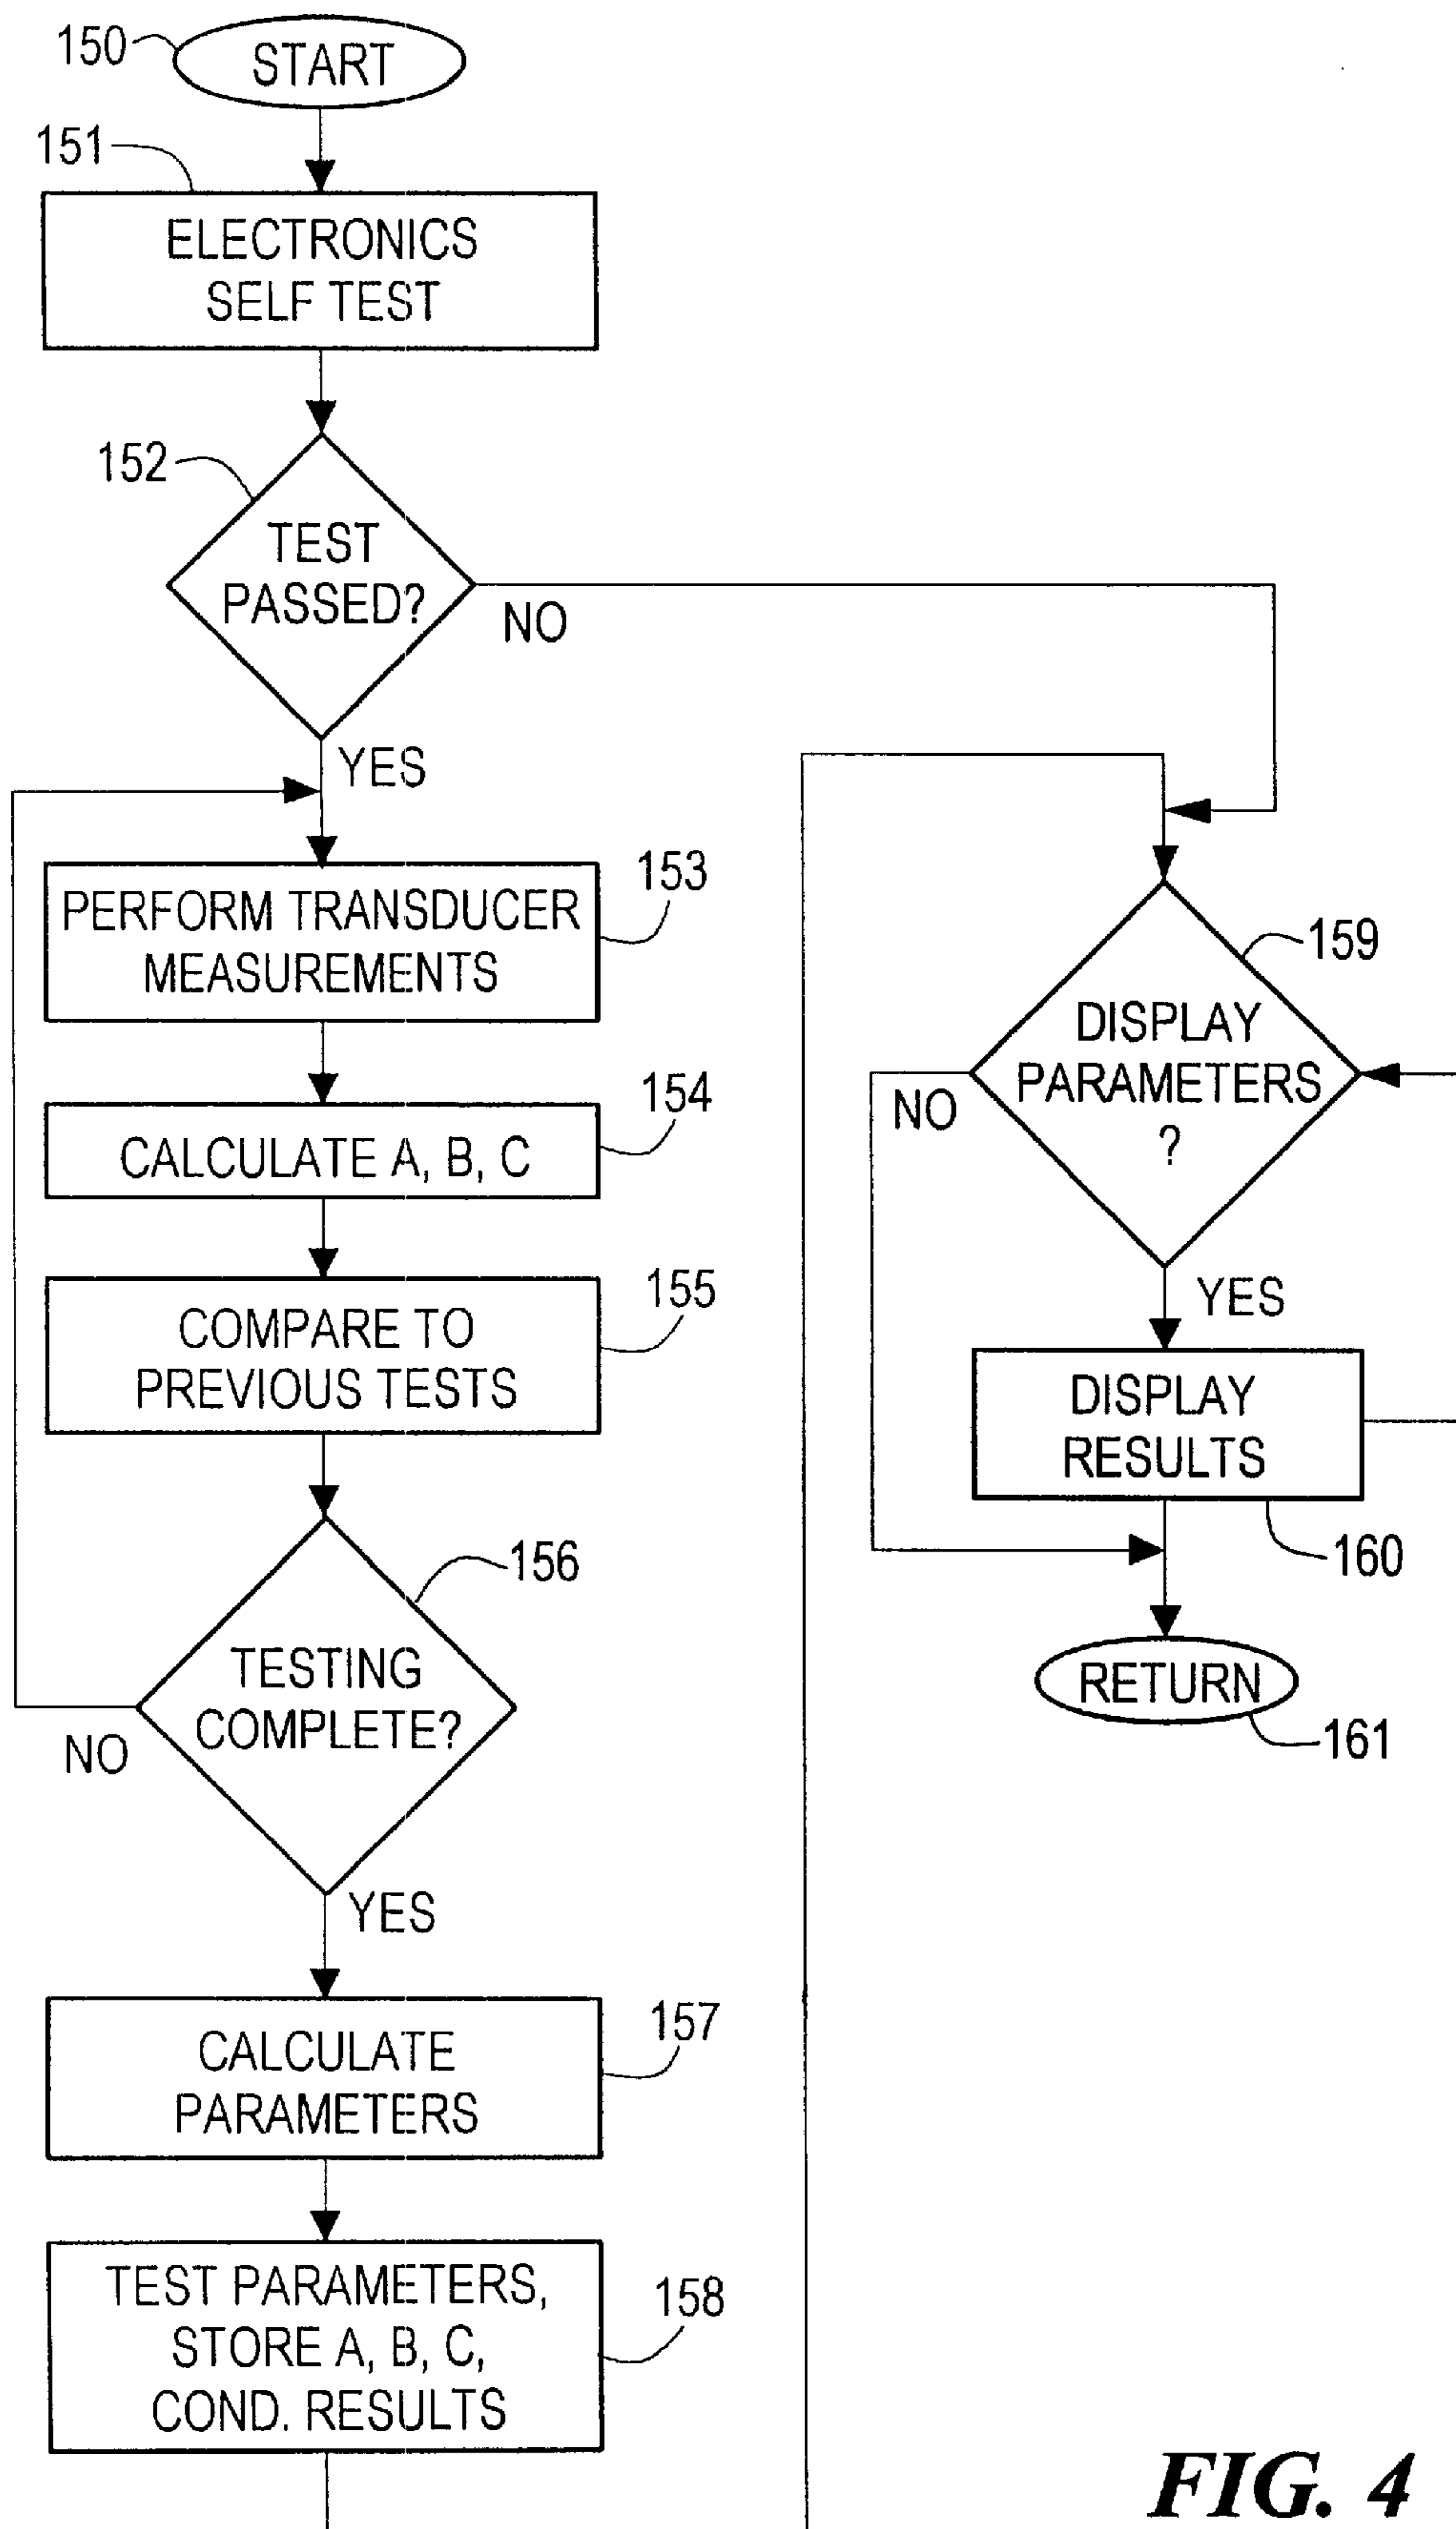 150
START
151
ELECTRONICS
SELF TEST
152
TEST
PASSED?
NO
YES
153
PERFORM TRANSDUCER
MEASUREMENTS
154
CALCULATE A, B, C
155
COMPARE TO
PREVIOUS TESTS
156
TESTING
COMPLETE?
NO
YES
157
CALCULATE
PARAMETERS
158
TEST PARAMETERS,
STORE A, B, C,
COND. RESULTS
159
DISPLAY
PARAMETERS
?
NO
YES
DISPLAY
RESULTS
160
RETURN
161
FIG. 4